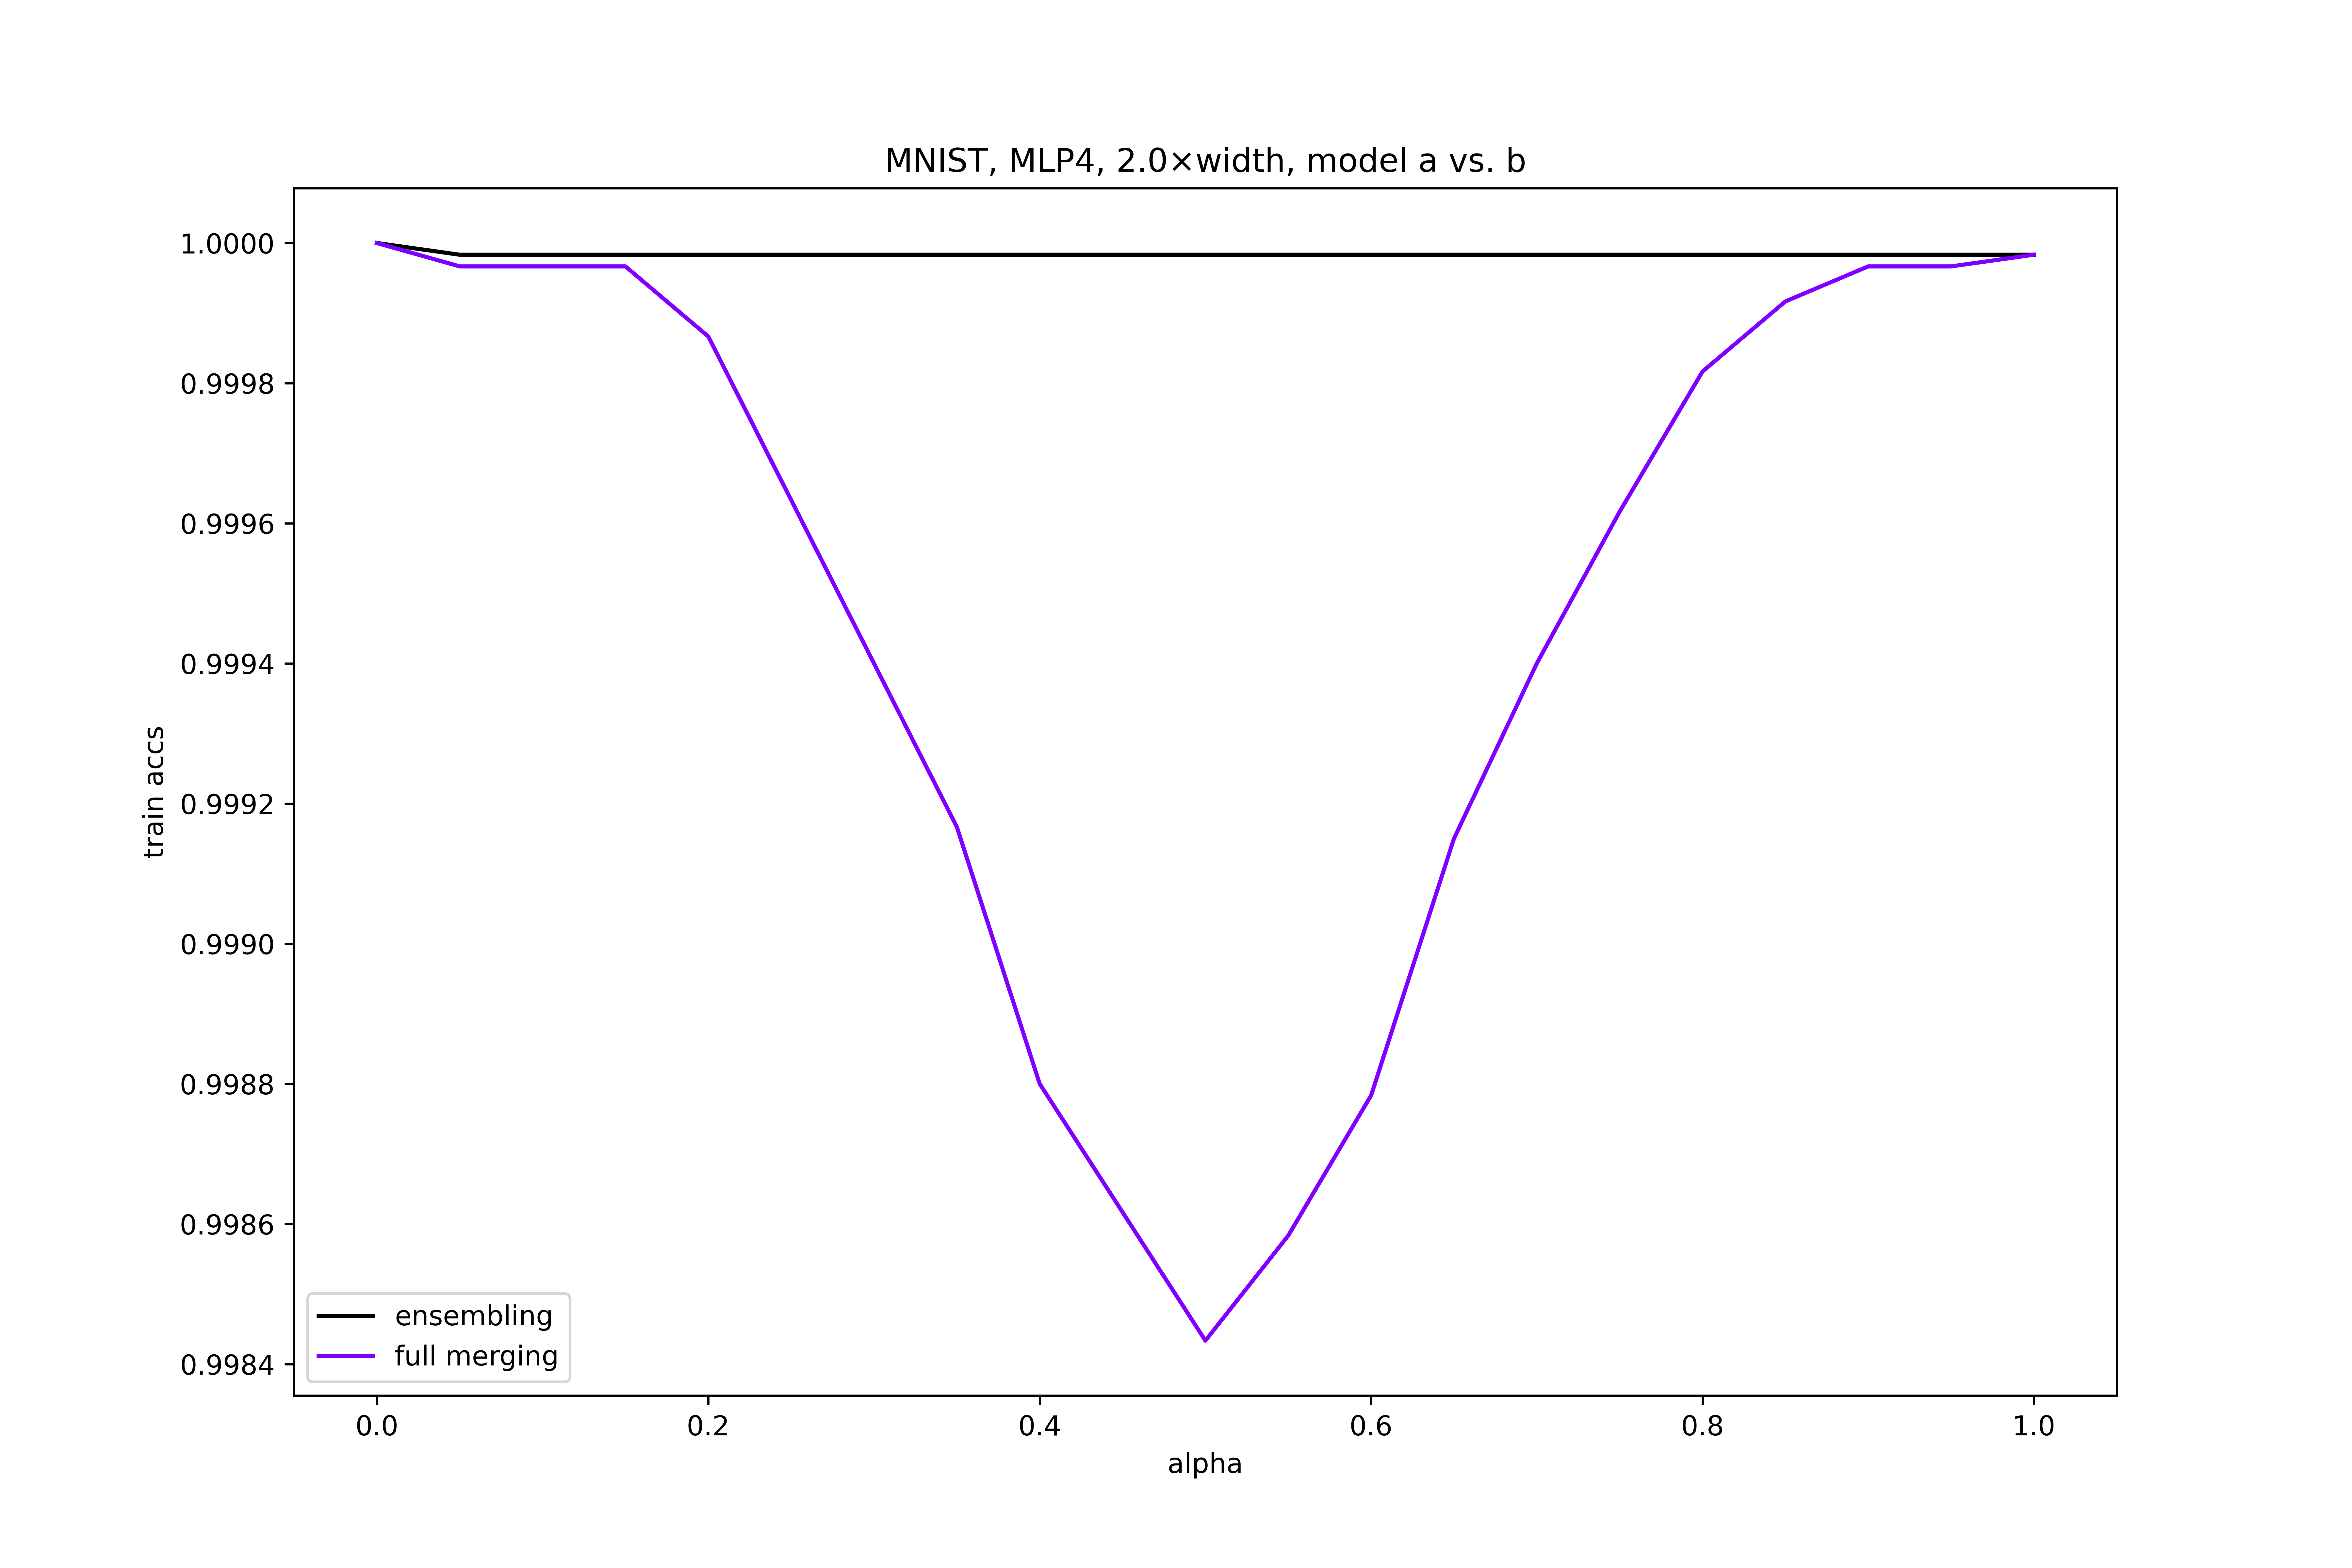 MNIST, MLP4, 2.0×width, model a vs. b
1.0000
0.9998
0.9996
0.9994
0.9992
0.9990
0.9988
0.9986
0.9984
train accs
ensembling
full merging
0.0 0.2 0.4 0.6 0.8 1.0
alpha